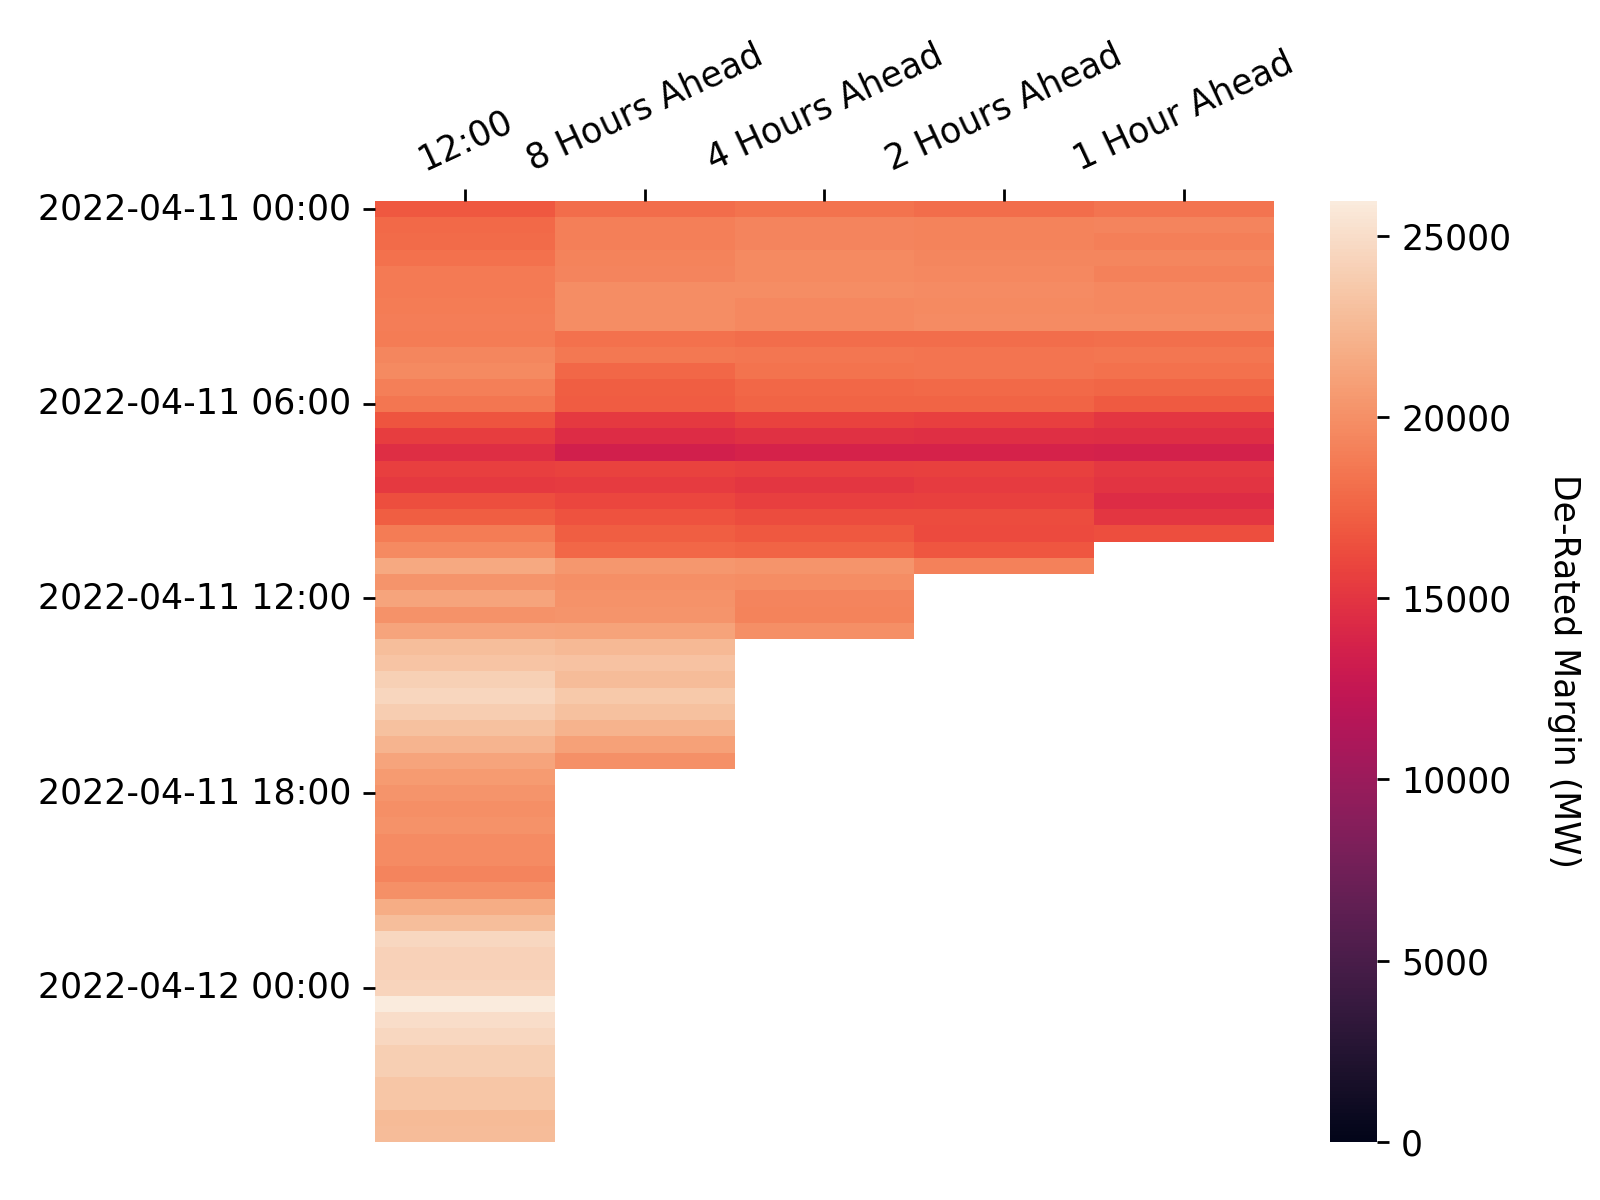 12:00
8 Hours Ahead
4 Hours Ahead
2 Hours Ahead
1 Hour Ahead
2022-04-11 00:00
2022-04-11 06:00
2022-04-11 12:00
2022-04-11 18:00
2022-04-12 00:00
25000
20000
15000
10000
5000
0
De-Rated Margin (MW)